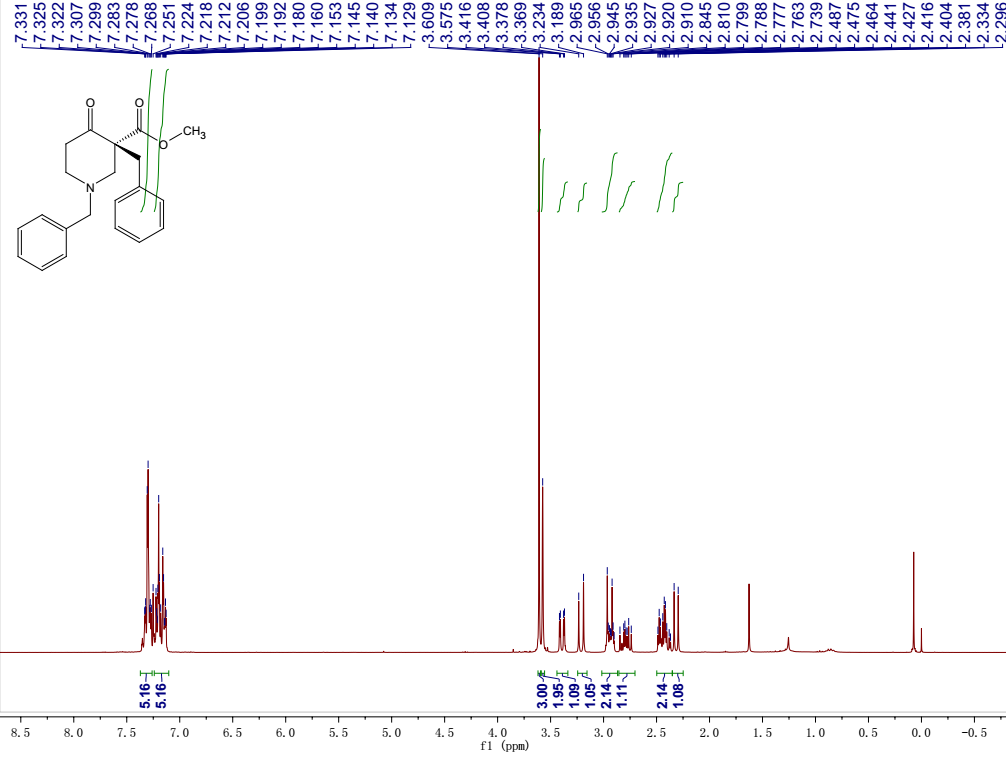 7.331 7.325 7.322 7.307 7.299 7.283 7.278 7.268 7.251 7.224 7.218 7.212 7.206 7.199 7.192 7.180 7.160 7.153 7.145 7.140 7.134 7.129 3.609 3.575 3.416 3.408 3.378 3.369 3.234 3.189 2.965 2.956 2.945 2.935 2.927 2.920 2.910 2.845 2.810 2.799 2.788 2.777 2.763 2.739 2.487 2.475 2.464 2.441 2.427 2.416 2.404 2.381 2.334 2.296
O O
CH3
O
N
5.16 5.16 3.00 1.95 1.09 1.05 2.14 1.11 2.14 1.08
8.5 8.0 7.5 7.0 6.5 6.0 5.5 5.0 4.5 4.0 3.5 3.0 2.5 2.0 1.5 1.0 0.5 0.0 -0.5
f1 (ppm)